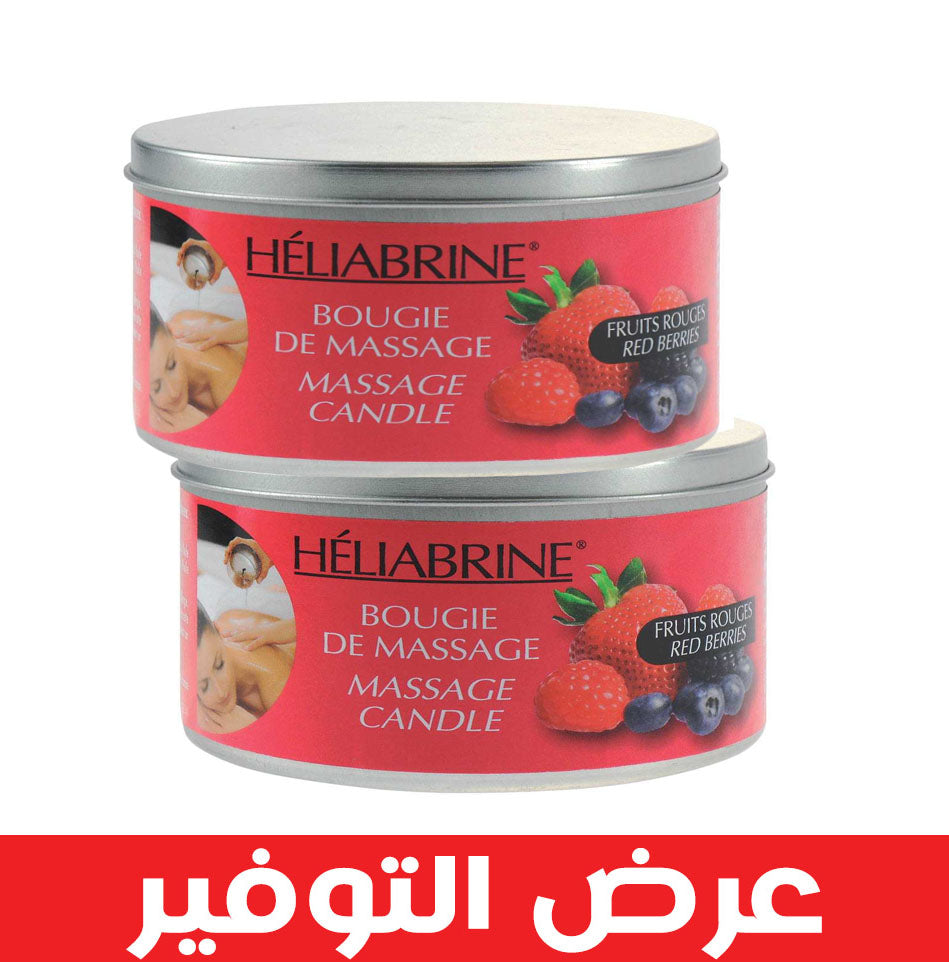 HÉLIABRINE®
BOUGIE
DE MASSAGE
MASSAGE
CANDLE
FRUITS ROUGES
RED BERRIES
HÉLIABRINE®
BOUGIE
DE MASSAGE
MASSAGE
CANDLE
FRUITS ROUGES
RED BERRIES
عرض التوفير